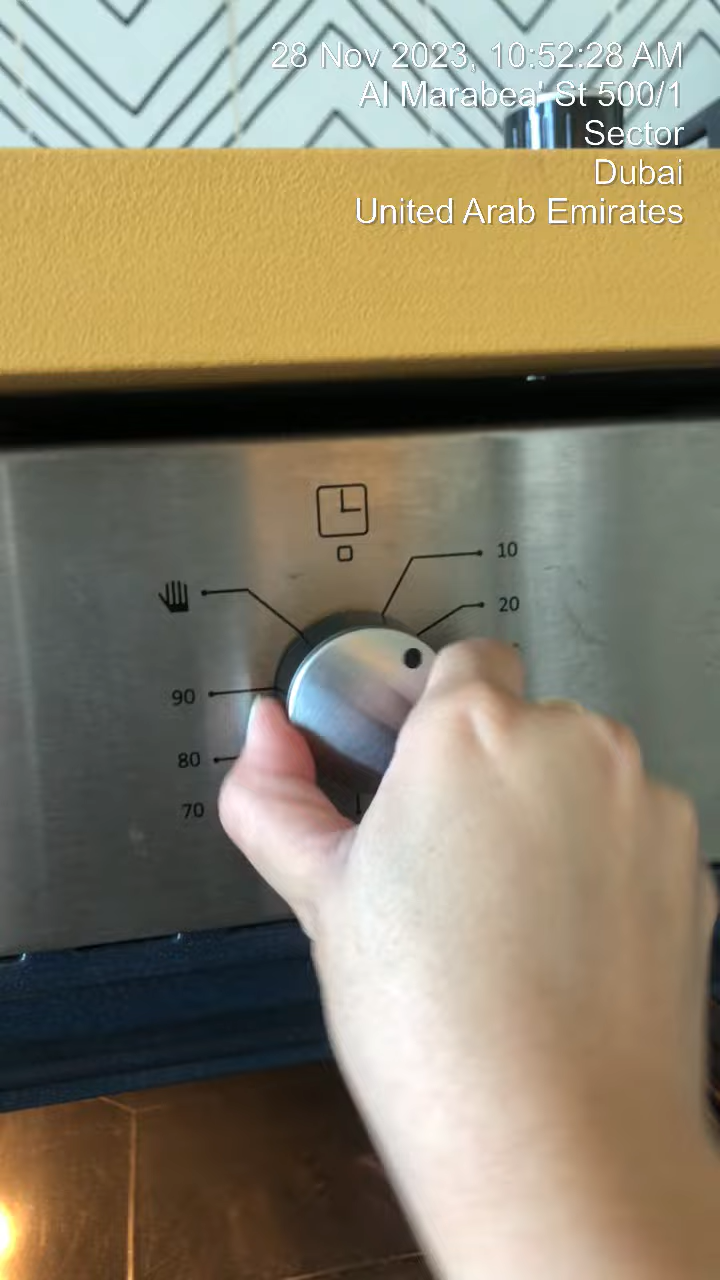 28 Nov 2023, 10:52:28 AM
Al Marabea' St 500/1
Sector
Dubai
United Arab Emirates
10
20
90
80
70